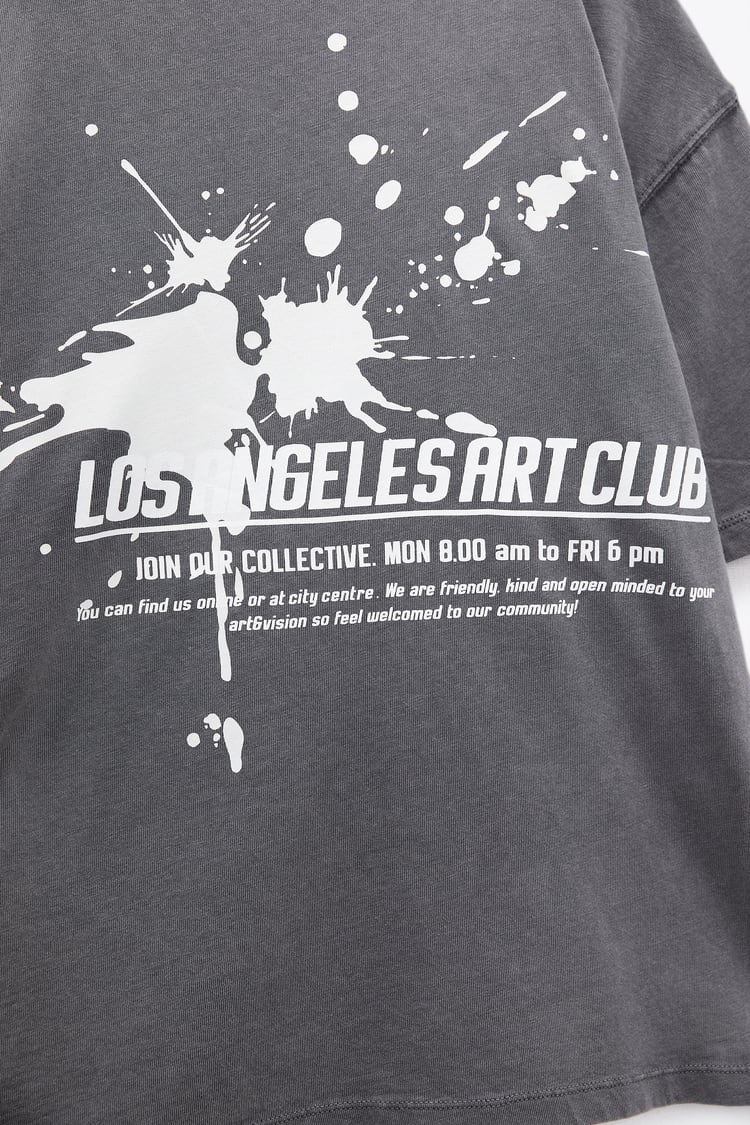 LOS ANGELES ART CLUB
JOIN OUR COLLECTIVE. MON 8.00 am to FRI 6 pm
You can find us online or at city centre. We are friendly. kind and open minded to your
art&vision so feel welcomed to our community!